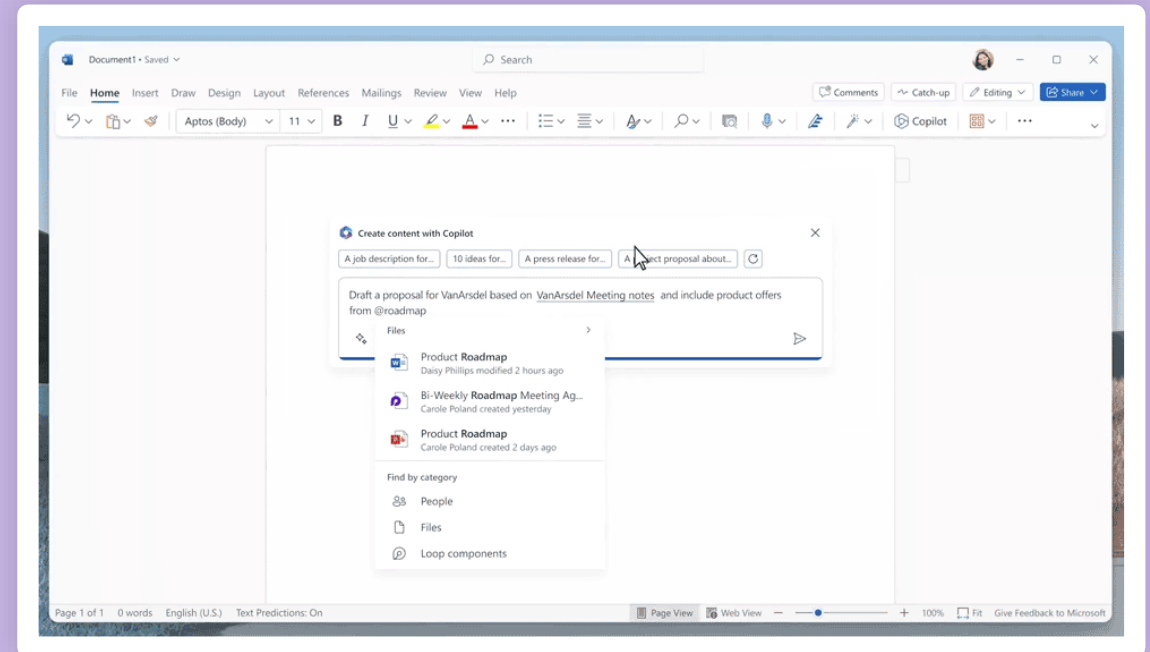 Document1 • Saved
Search
File Home Insert Draw Design Layout References Mailings Review View Help
Comments Catch-up Editing Share
Aptos (Body) 11 B I U A Copilot
Create content with Copilot
A job description for... 10 ideas for... A press release for... A project proposal about...
Draft a proposal for VanArsdel based on VanArsdel Meeting notes and include product offers
from @roadmap
Files
Product Roadmap
Daisy Phillips modified 2 hours ago
Bi-Weekly Roadmap Meeting Ag...
Carole Poland created yesterday
Product Roadmap
Carole Poland created 2 days ago
Find by category
People
Files
Loop components
Page 1 of 1 0 words English (U.S.) Text Predictions: On Page View Web View 100% Fit Give Feedback to Microsoft